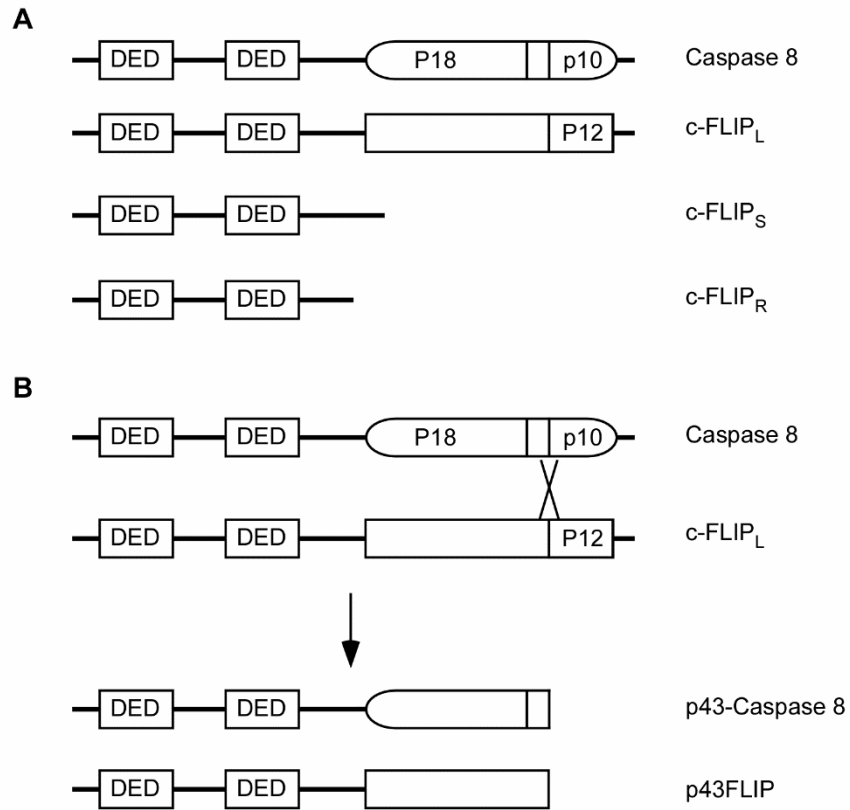 A
DED DED P18 p10 Caspase 8
DED DED P12 c-FLIPL
DED DED c-FLIPS
DED DED c-FLIPR
B
DED DED P18 p10 Caspase 8
DED DED P12 c-FLIPL
DED DED p43-Caspase 8
DED DED p43FLIP